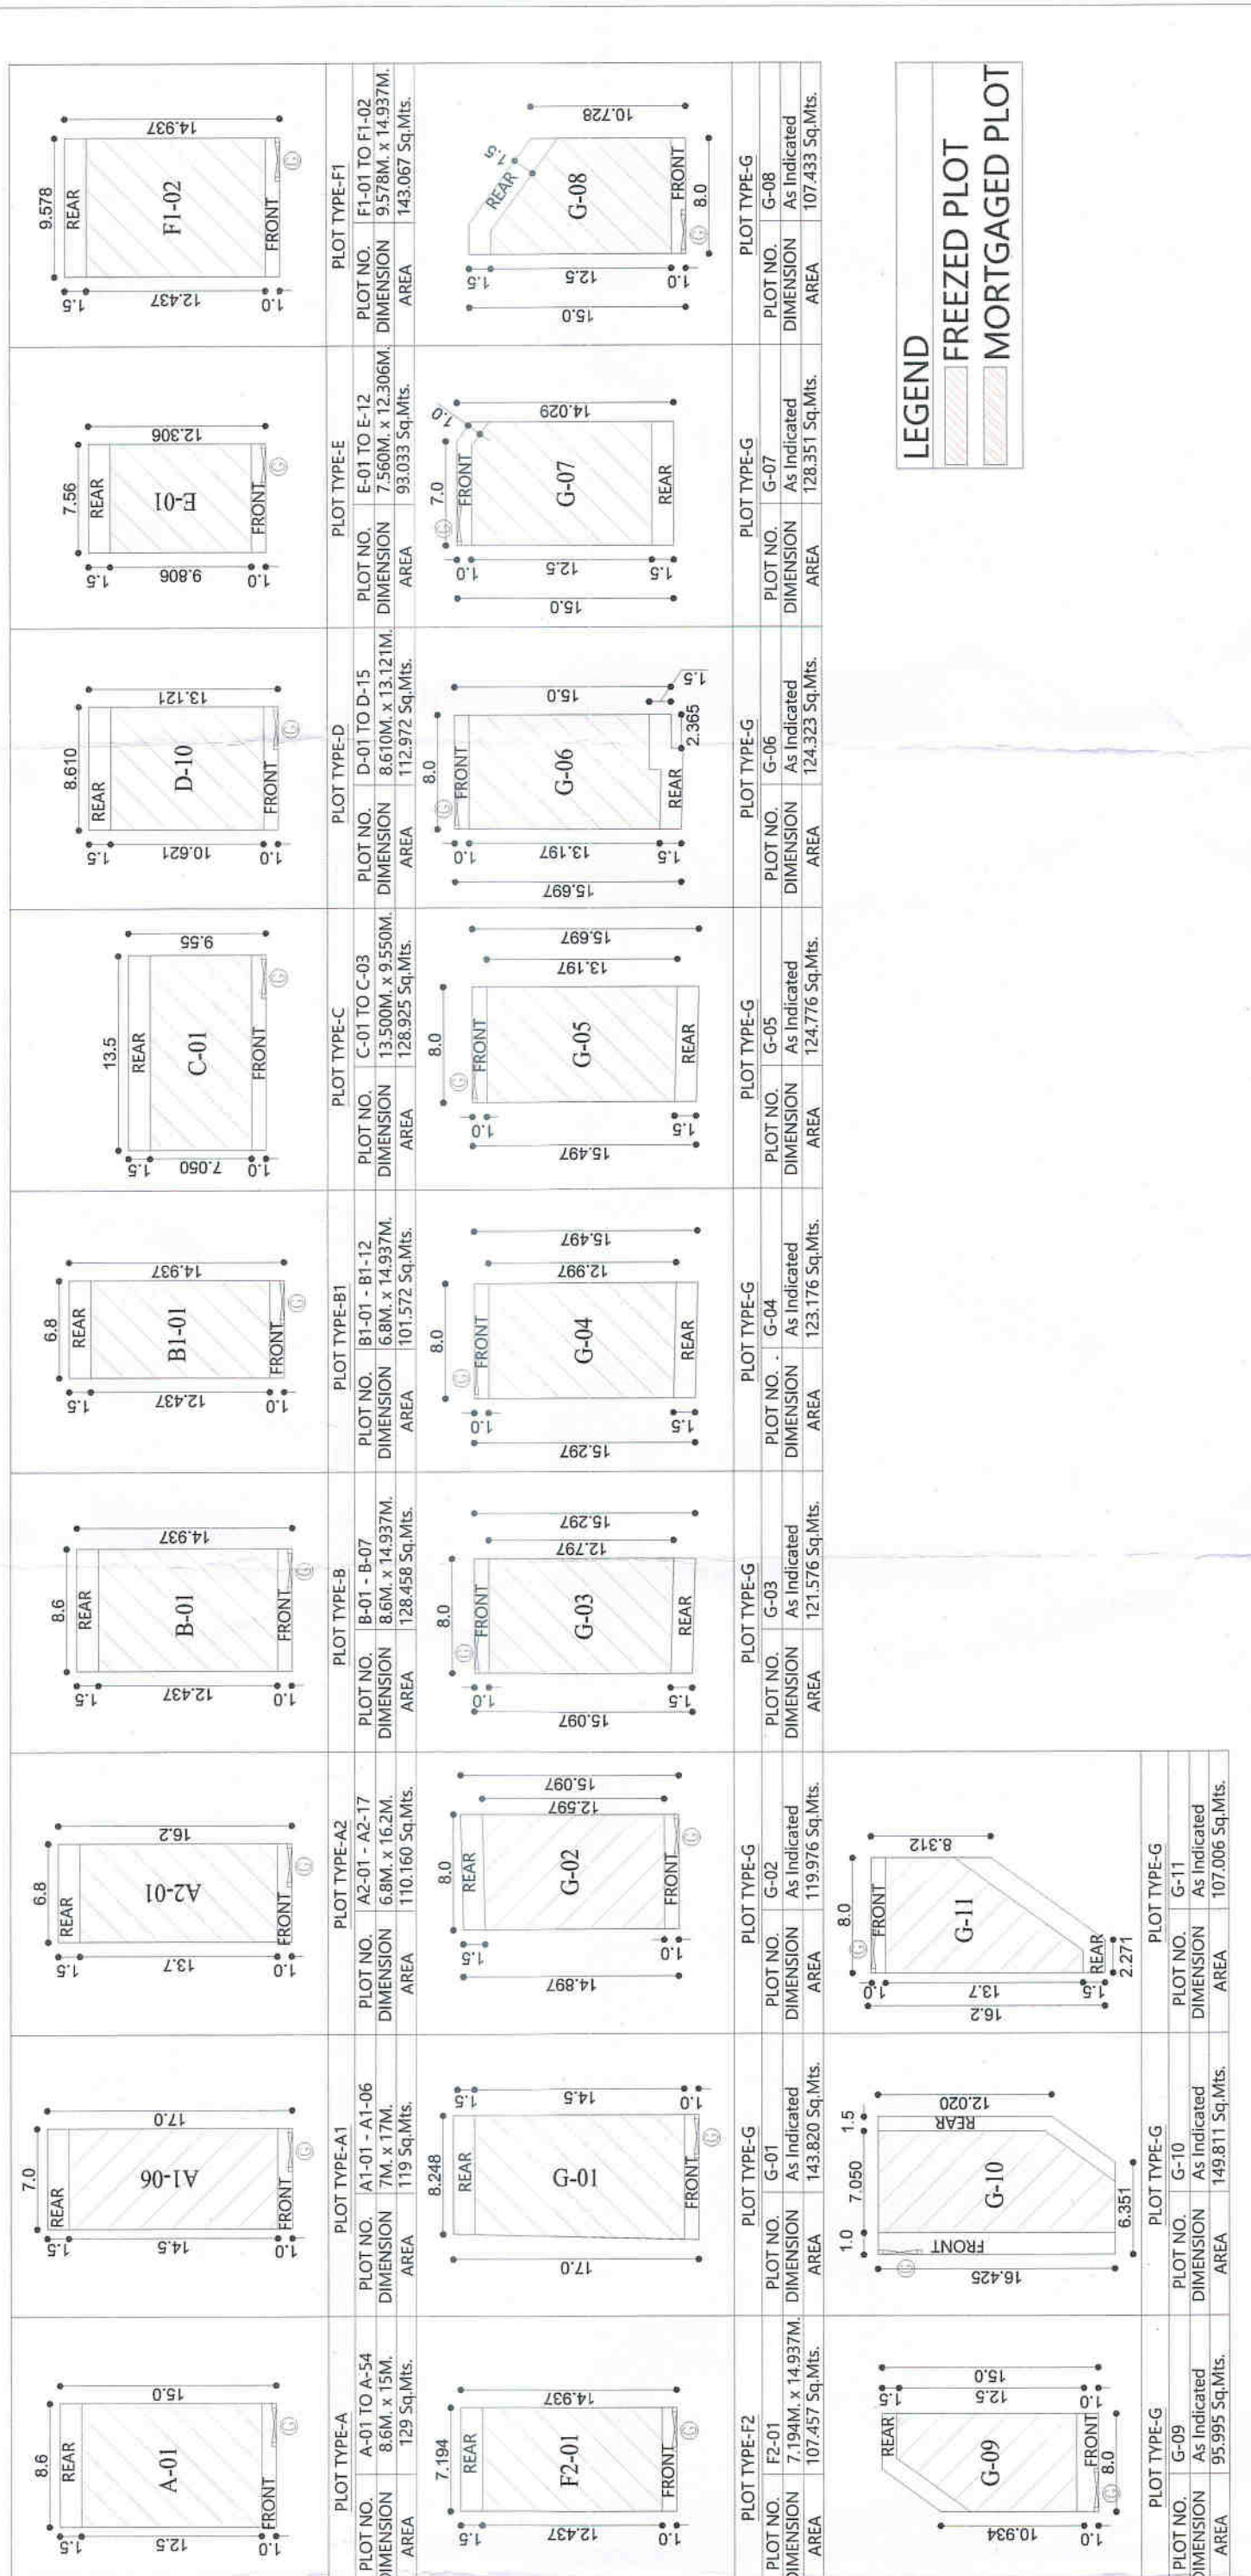 8.6
REAR
A-01
FRONT
G
1.5
12.5
1.0
15.0
PLOT TYPE-A
PLOT NO. A-01 TO A-54
DIMENSION 8.6M. x 15M.
AREA 129 Sq.Mts.
7.0
REAR
A1-06
FRONT
G
1.5
14.5
1.0
17.0
PLOT TYPE-A1
PLOT NO. A1-01 - A1-06
DIMENSION 7M. x 17M.
AREA 119 Sq.Mts.
6.8
REAR
A2-01
FRONT
G
1.5
13.7
1.0
16.2
PLOT TYPE-A2
PLOT NO. A2-01 - A2-17
DIMENSION 6.8M. x 16.2M.
AREA 110.160 Sq.Mts.
8.6
REAR
B-01
FRONT
G
1.5
12.437
1.0
14.937
PLOT TYPE-B
PLOT NO. B-01 - B-07
DIMENSION 8.6M. x 14.937M.
AREA 128.458 Sq.Mts.
6.8
REAR
B1-01
FRONT
G
1.5
12.437
1.0
14.937
PLOT TYPE-B1
PLOT NO. B1-01 - B1-12
DIMENSION 6.8M. x 14.937M.
AREA 101.572 Sq.Mts.
13.5
REAR
C-01
FRONT
G
1.5
7.050
1.0
9.55
PLOT TYPE-C
PLOT NO. C-01 TO C-03
DIMENSION 13.500M. x 9.550M.
AREA 128.925 Sq.Mts.
8.610
REAR
D-10
FRONT
G
1.5
10.621
1.0
13.121
PLOT TYPE-D
PLOT NO. D-01 TO D-15
DIMENSION 8.610M. x 13.121M.
AREA 112.972 Sq.Mts.
7.56
REAR
E-01
FRONT
G
1.5
9.806
1.0
12.306
PLOT TYPE-E
PLOT NO. E-01 TO E-12
DIMENSION 7.560M. x 12.306M.
AREA 93.033 Sq.Mts.
9.578
REAR
F1-02
FRONT
G
1.5
12.437
1.0
14.937
PLOT TYPE-F1
PLOT NO. F1-01 TO F1-02
DIMENSION 9.578M. x 14.937M.
AREA 143.067 Sq.Mts.
7.194
REAR
F2-01
FRONT
G
1.5
12.437
1.0
14.937
PLOT TYPE-F2
PLOT NO. F2-01
DIMENSION 7.194M. x 14.937M.
AREA 107.457 Sq.Mts.
8.248
REAR
G-01
FRONT
G
17.0
1.5
14.5
1.0
PLOT TYPE-G
PLOT NO. G-01
DIMENSION As Indicated
AREA 143.820 Sq.Mts.
8.0
REAR
G-02
FRONT
G
1.5
1.0
14.897
12.597
15.097
PLOT TYPE-G
PLOT NO. G-02
DIMENSION As Indicated
AREA 119.976 Sq.Mts.
8.0
G
FRONT
G-03
REAR
1.0
1.5
15.097
12.797
15.297
PLOT TYPE-G
PLOT NO. G-03
DIMENSION As Indicated
AREA 121.576 Sq.Mts.
8.0
G
FRONT
G-04
REAR
1.0
1.5
15.297
12.997
15.497
PLOT TYPE-G
PLOT NO. . G-04
DIMENSION As Indicated
AREA 123.176 Sq.Mts.
8.0
G
FRONT
G-05
REAR
1.0
1.5
15.497
13.197
15.697
PLOT TYPE-G
PLOT NO. G-05
DIMENSION As Indicated
AREA 124.776 Sq.Mts.
8.0
G
FRONT
G-06
REAR
1.0
13.197
1.5
15.697
15.0
1.5
2.365
PLOT TYPE-G
PLOT NO. G-06
DIMENSION As Indicated
AREA 124.323 Sq.Mts.
7.0
1.0
G
FRONT
G-07
REAR
1.0
12.5
1.5
15.0
14.029
PLOT TYPE-G
PLOT NO. G-07
DIMENSION As Indicated
AREA 128.351 Sq.Mts.
REAR
1.5
G-08
FRONT
G
8.0
1.5
12.5
1.0
15.0
10.728
PLOT TYPE-G
PLOT NO. G-08
DIMENSION As Indicated
AREA 107.433 Sq.Mts.
REAR
G-09
FRONT
G
8.0
10.934
1.0
1.5
12.5
1.0
15.0
PLOT TYPE-G
PLOT NO. G-09
DIMENSION As Indicated
AREA 95.995 Sq.Mts.
1.0 7.050 1.5
G
FRONT
G-10
REAR
16.425
12.020
6.351
PLOT TYPE-G
PLOT NO. G-10
DIMENSION As Indicated
AREA 149.811 Sq.Mts.
8.0
G
FRONT
G-11
REAR
2.271
1.0
13.7
1.5
16.2
8.312
PLOT TYPE-G
PLOT NO. G-11
DIMENSION As Indicated
AREA 107.006 Sq.Mts.
LEGEND
FREEZED PLOT
MORTGAGED PLOT